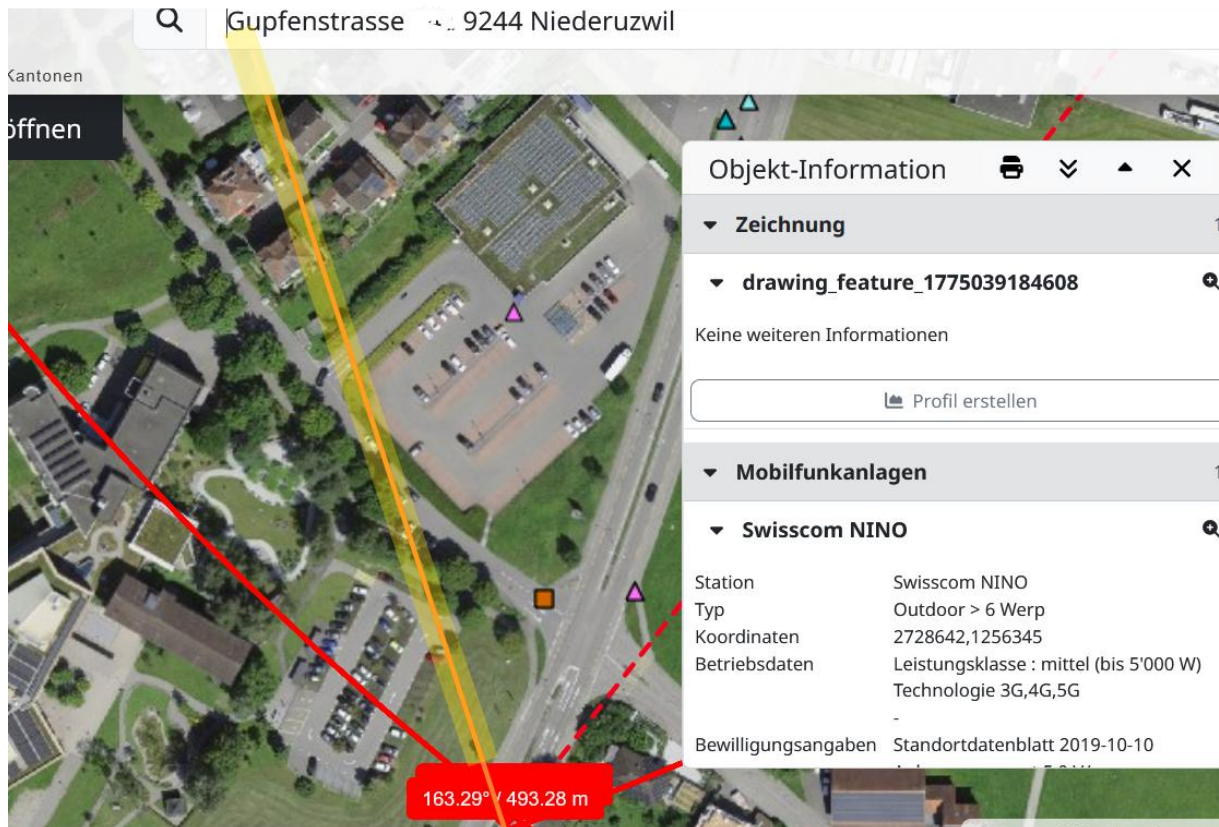 Gupfenstrasse 9244 Niederuzwil
Kantonen
öffnen
Objekt-Information
Zeichnung 1
drawing_feature_1775039184608
Keine weiteren Informationen
Profil erstellen
Mobilfunkanlagen 1
Swisscom NINO
Station Swisscom NINO
Typ Outdoor > 6 Werp
Koordinaten 2728642,1256345
Betriebsdaten Leistungsklasse : mittel (bis 5'000 W)
Technologie 3G,4G,5G
-
Bewilligungsangaben Standortdatenblatt 2019-10-10
163.29° / 493.28 m